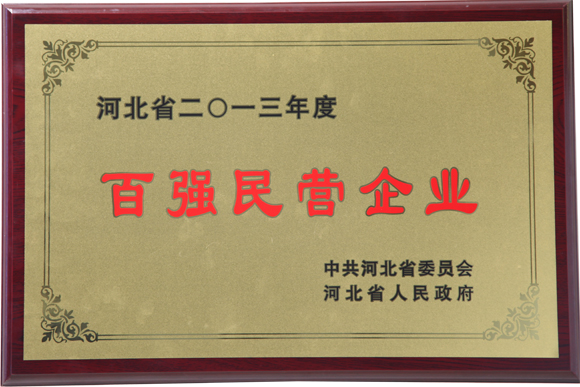 河北省二〇一三年度
百强民营企业
中共河北省委员会
河北省人民政府